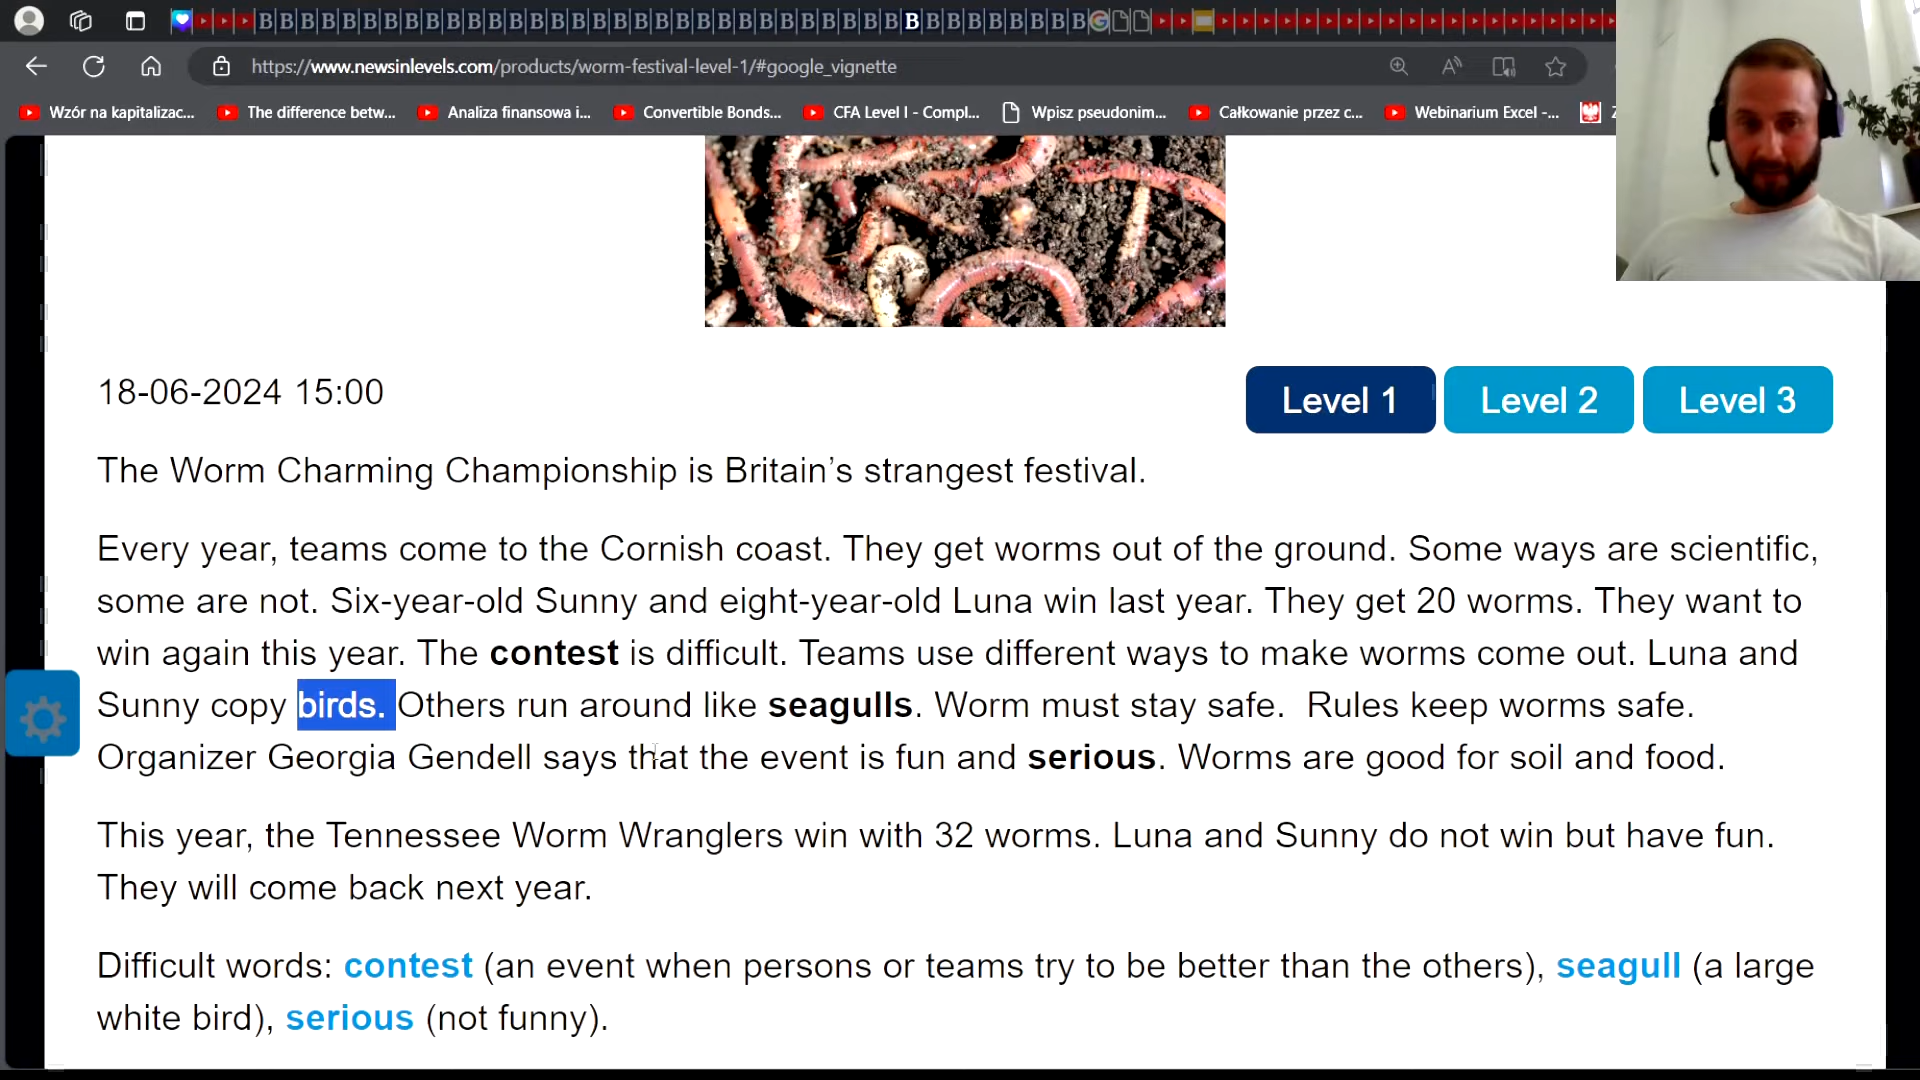 BBBBBBBBBBBBBBBBBBBBBBBBBBBBBBBBBBBBBBBB G
https://www.newsinlevels.com/products/worm-festival-level-1/#google_vignette
Wzór na kapitalizac... The difference betw... Analiza finansowa i... Convertible Bonds... CFA Level I - Compl... Wpisz pseudonim... Całkowanie przez c... Webinarium Excel -...
18-06-2024 15:00
Level 1 Level 2 Level 3
The Worm Charming Championship is Britain’s strangest festival.
Every year, teams come to the Cornish coast. They get worms out of the ground. Some ways are scientific,
some are not. Six-year-old Sunny and eight-year-old Luna win last year. They get 20 worms. They want to
win again this year. The contest is difficult. Teams use different ways to make worms come out. Luna and
Sunny copy birds. Others run around like seagulls. Worm must stay safe.  Rules keep worms safe.
Organizer Georgia Gendell says that the event is fun and serious. Worms are good for soil and food.
This year, the Tennessee Worm Wranglers win with 32 worms. Luna and Sunny do not win but have fun.
They will come back next year.
Difficult words: contest (an event when persons or teams try to be better than the others), seagull (a large
white bird), serious (not funny).